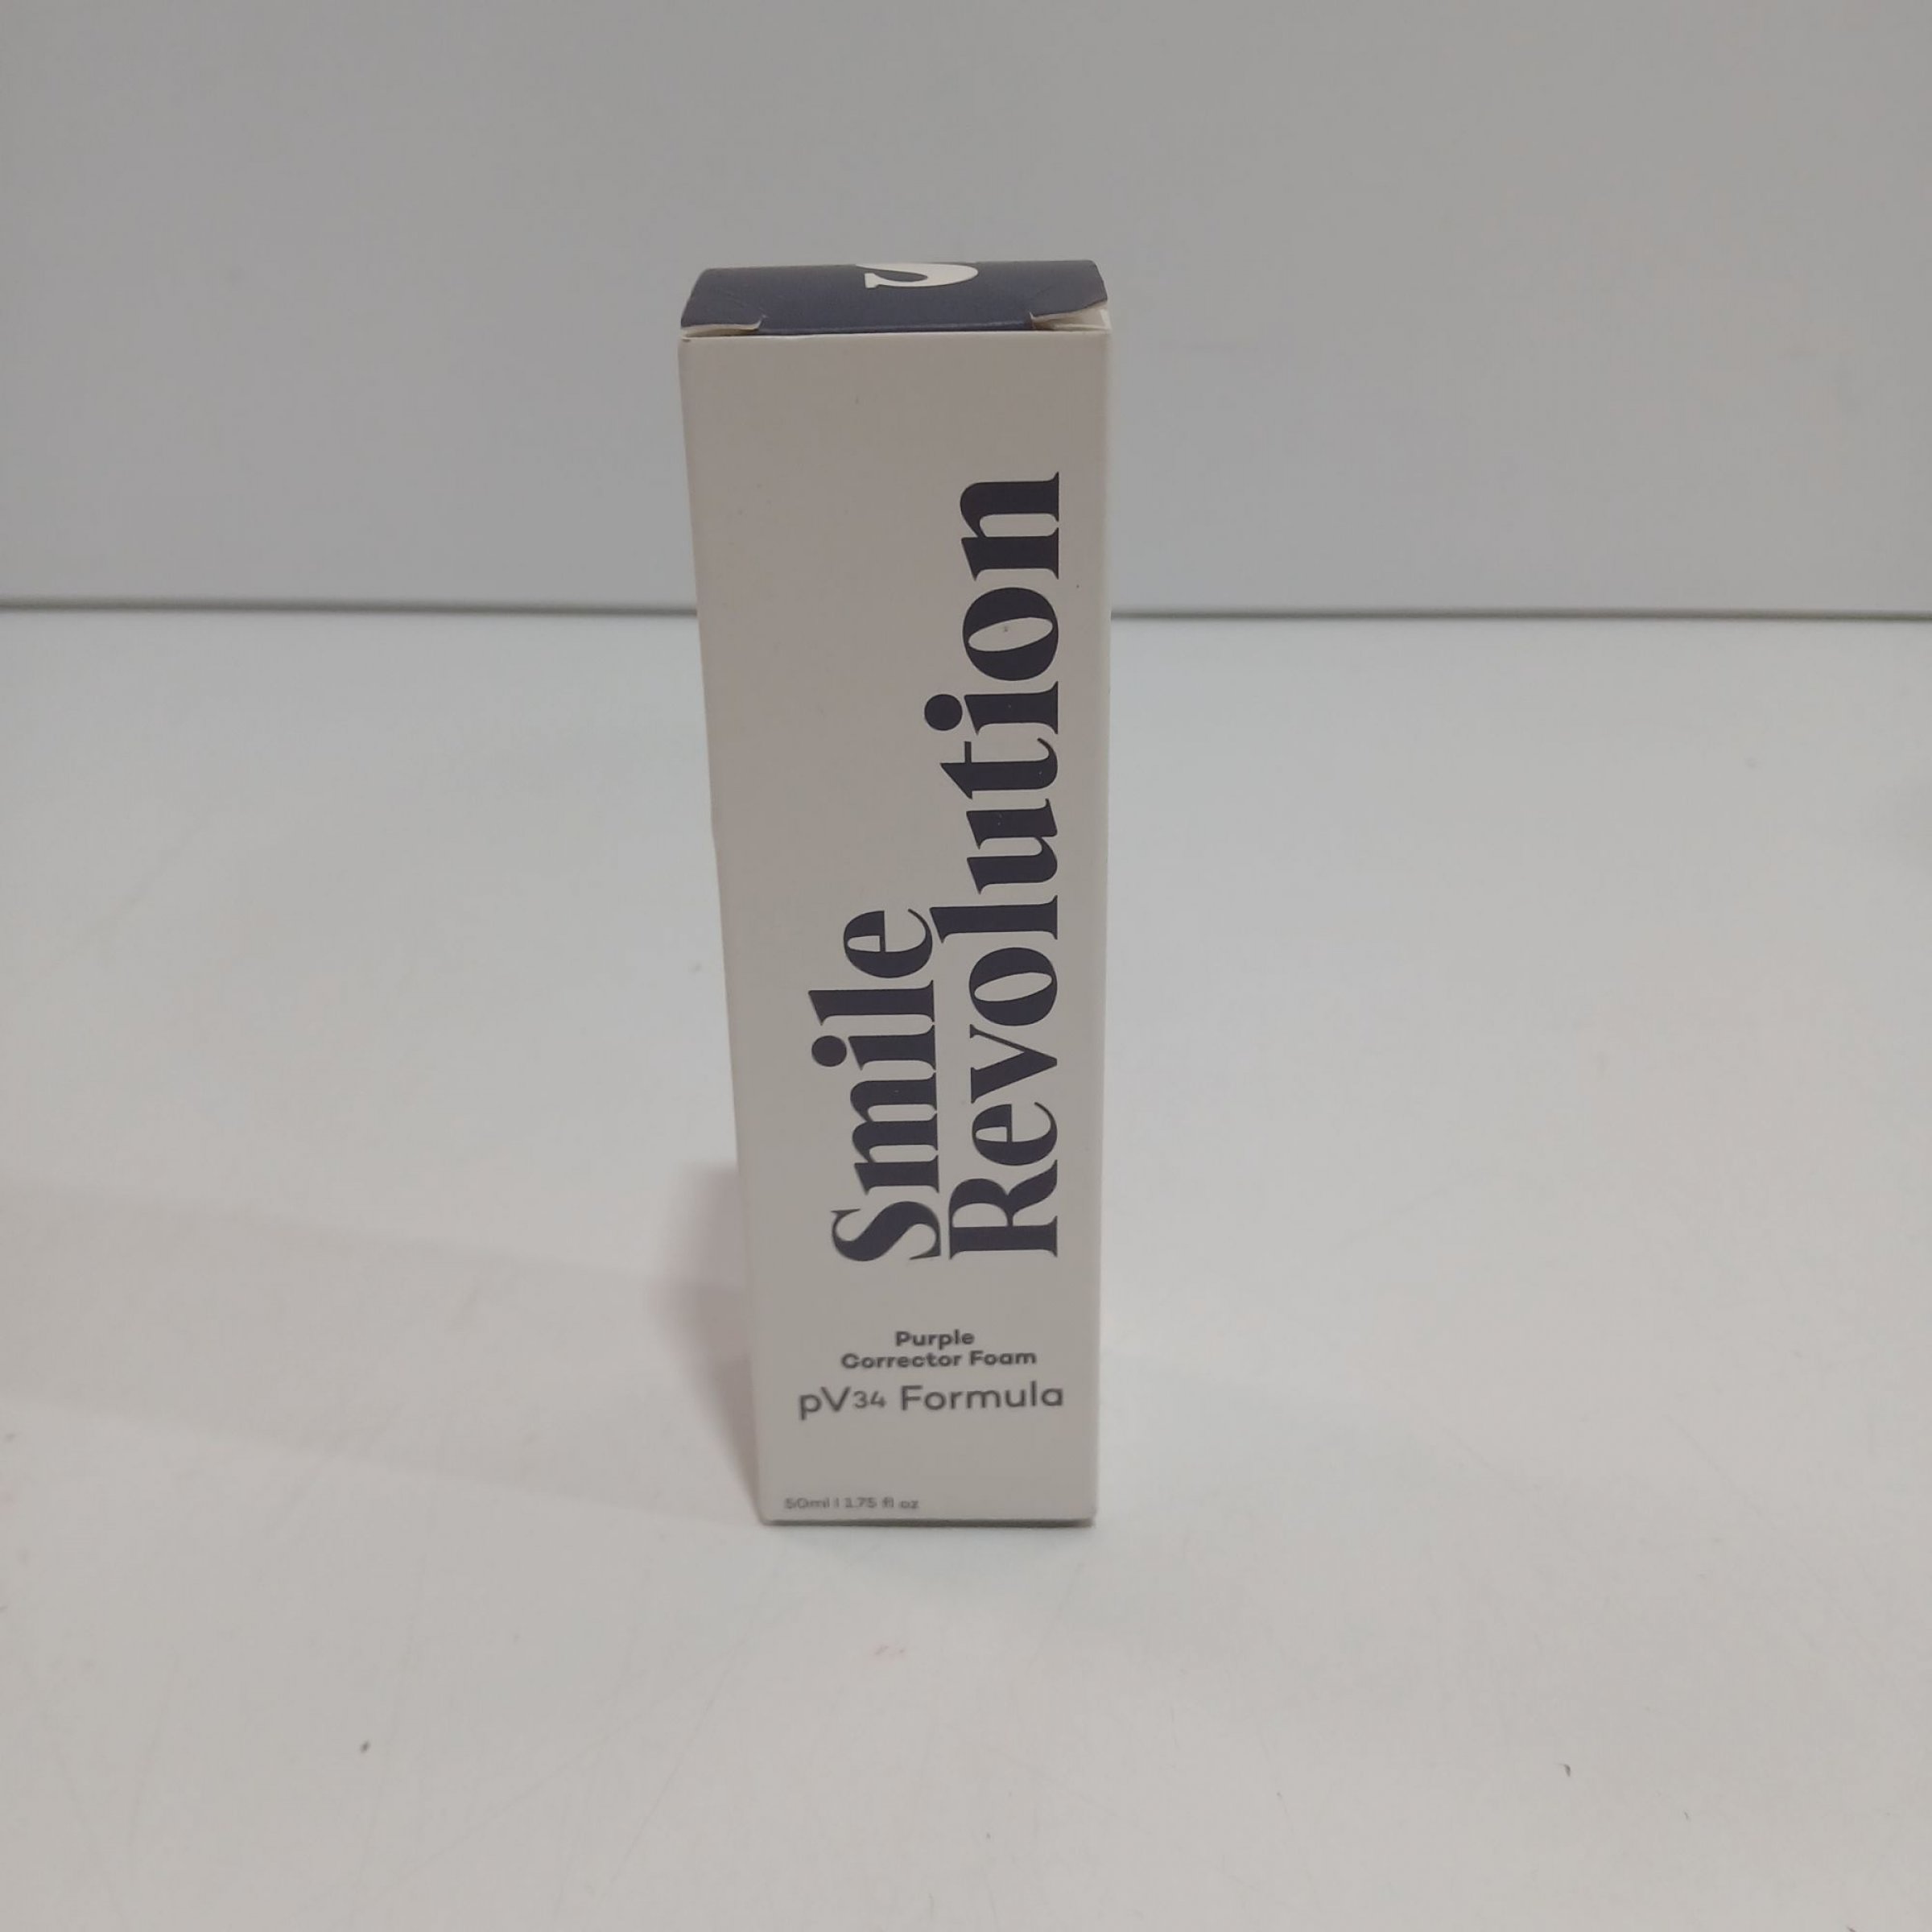 S
Smile
Revolution
Purple
Corrector Foam
pV34 Formula
50ml | 1.75 fl oz